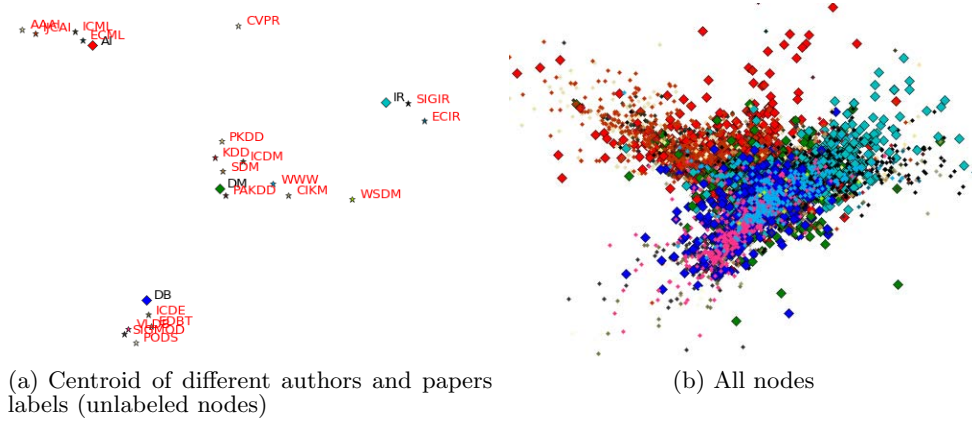 CVPR
AAAI
IJCAI
ICML
ECML
AI
IR
SIGIR
ECIR
PKDD
KDD
ICDM
SDM
DM
WWW
PAKDD
CIKM
WSDM
DB
ICDE
VLDB
EDBT
SIGMOD
PODS
(a) Centroid of different authors and papers
labels (unlabeled nodes)
(b) All nodes